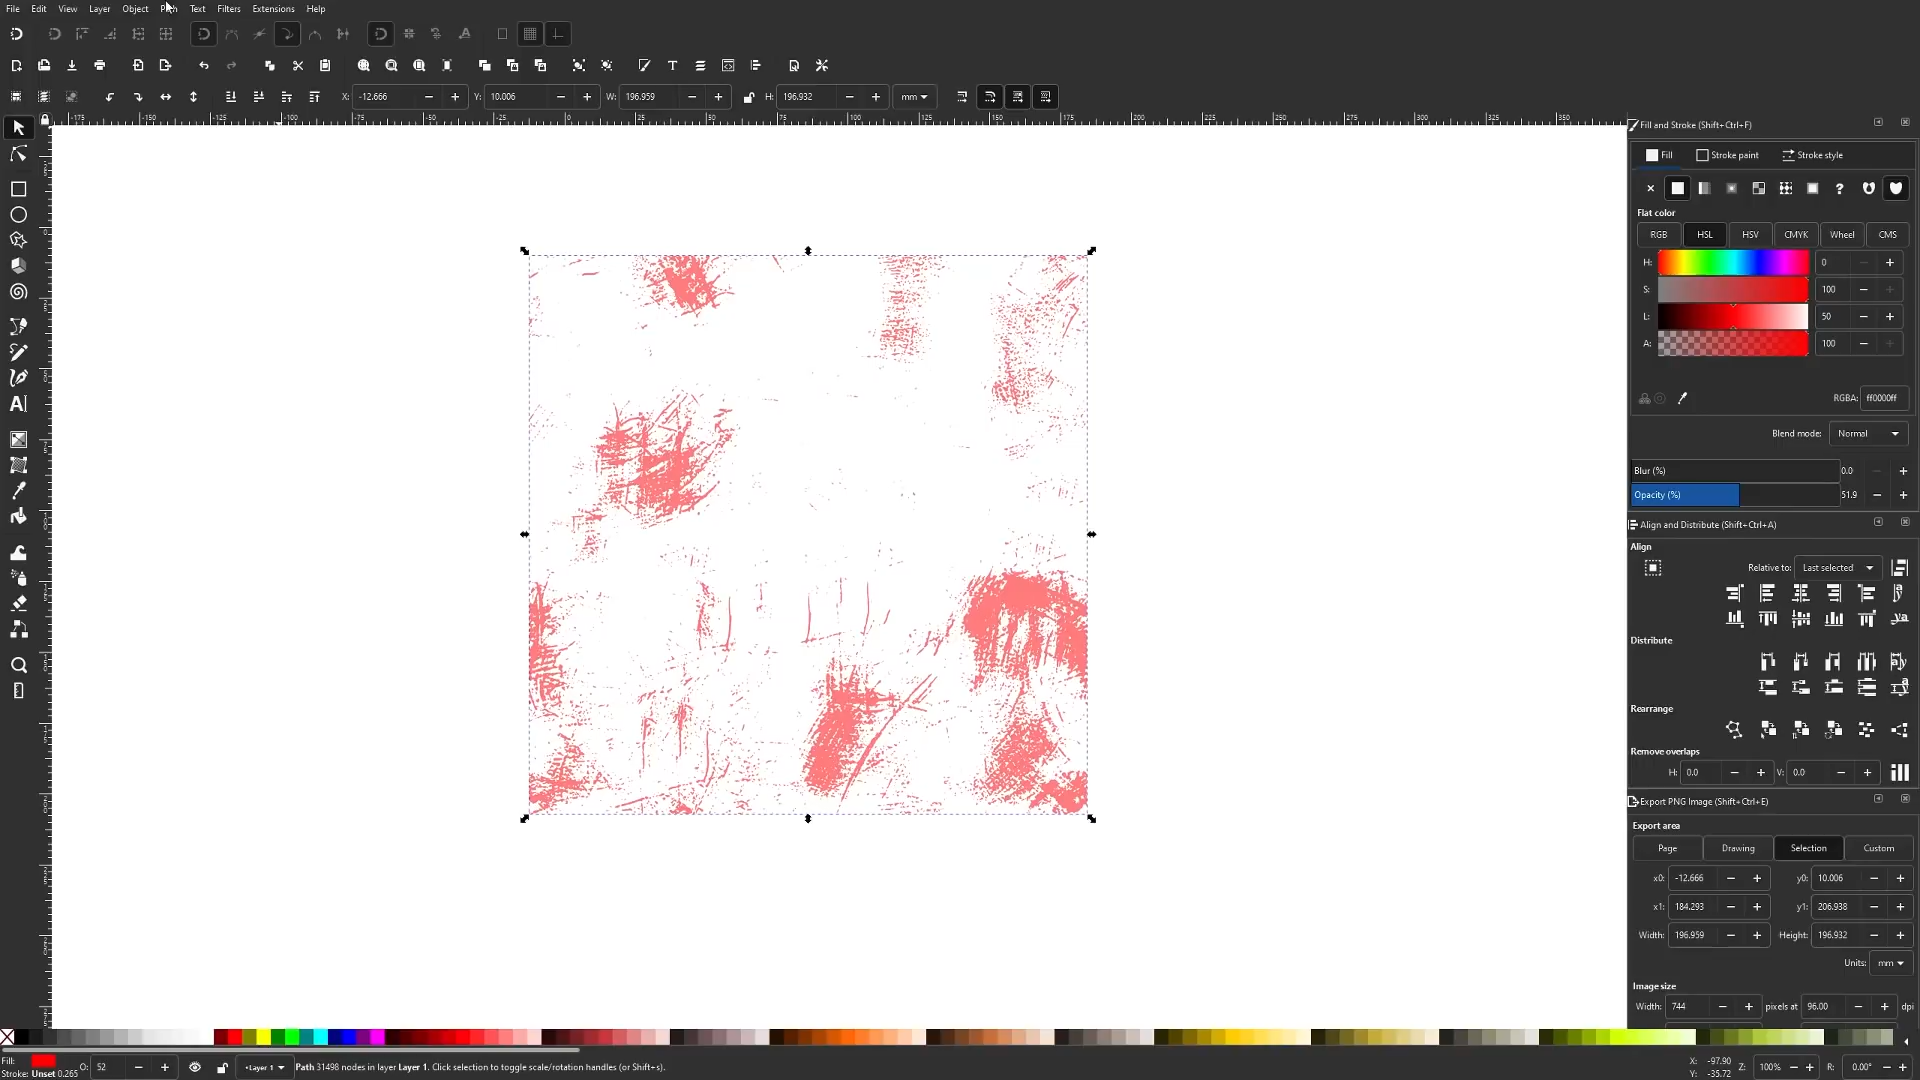 File Edit View Layer Object Path Text Filters Extensions Help
X: -12.666 Y: 10.006 W: 196.959 H: 196.932 mm
Fill and Stroke (Shift+Ctrl+F)
Fill Stroke paint Stroke style
Flat color
RGB HSL HSV CMYK Wheel CMS
H: 0
S: 100
L: 50
A: 100
RGBA: ff0000ff
Blend mode: Normal
Blur (%) 0.0
Opacity (%) 51.9
Align and Distribute (Shift+Ctrl+A)
Align
Relative to: Last selected
Distribute
Rearrange
Remove overlaps
H: 0.0 V: 0.0
Export PNG Image (Shift+Ctrl+E)
Export area
Page Drawing Selection Custom
x0: -12.666 y0: 10.006
x1: 184.293 y1: 206.938
Width: 196.959 Height: 196.932
Units: mm
Image size
Width: 744 pixels at 96.00 dpi
Fill:
Stroke: Unset 0.265
O: 52
•Layer 1
Path 31498 nodes in layer Layer 1. Click selection to toggle scale/rotation handles (or Shift+s).
X: -97.90
Y: -35.72
Z: 100%
R: 0.00°